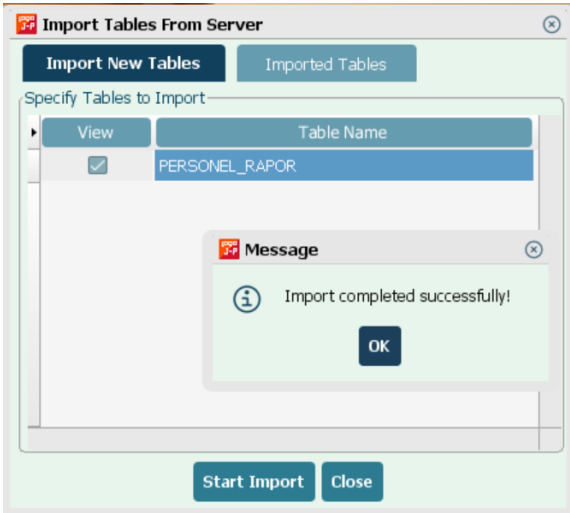 Import Tables From Server
Import New Tables
Imported Tables
Specify Tables to Import
View
Table Name
PERSONEL_RAPOR
Message
Import completed successfully!
OK
Start Import
Close